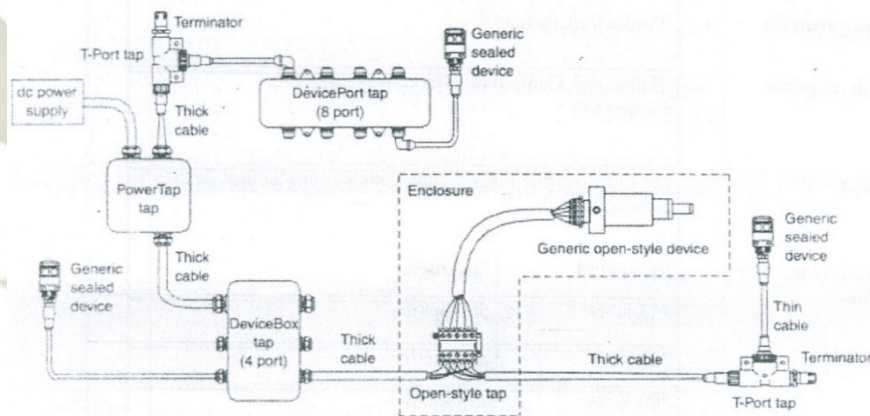 Terminator
T-Port tap
Generic
sealed
device
dc power
supply
DevicePort tap
(8 port)
Thick
cable
PowerTap
tap
Enclosure
Generic open-style device
Generic
sealed
device
Thick
cable
Generic
sealed
device
DeviceBox
tap
(4 port)
Thin
cable
Thick
cable
Thick cable
Terminator
Open-style tap
T-Port tap